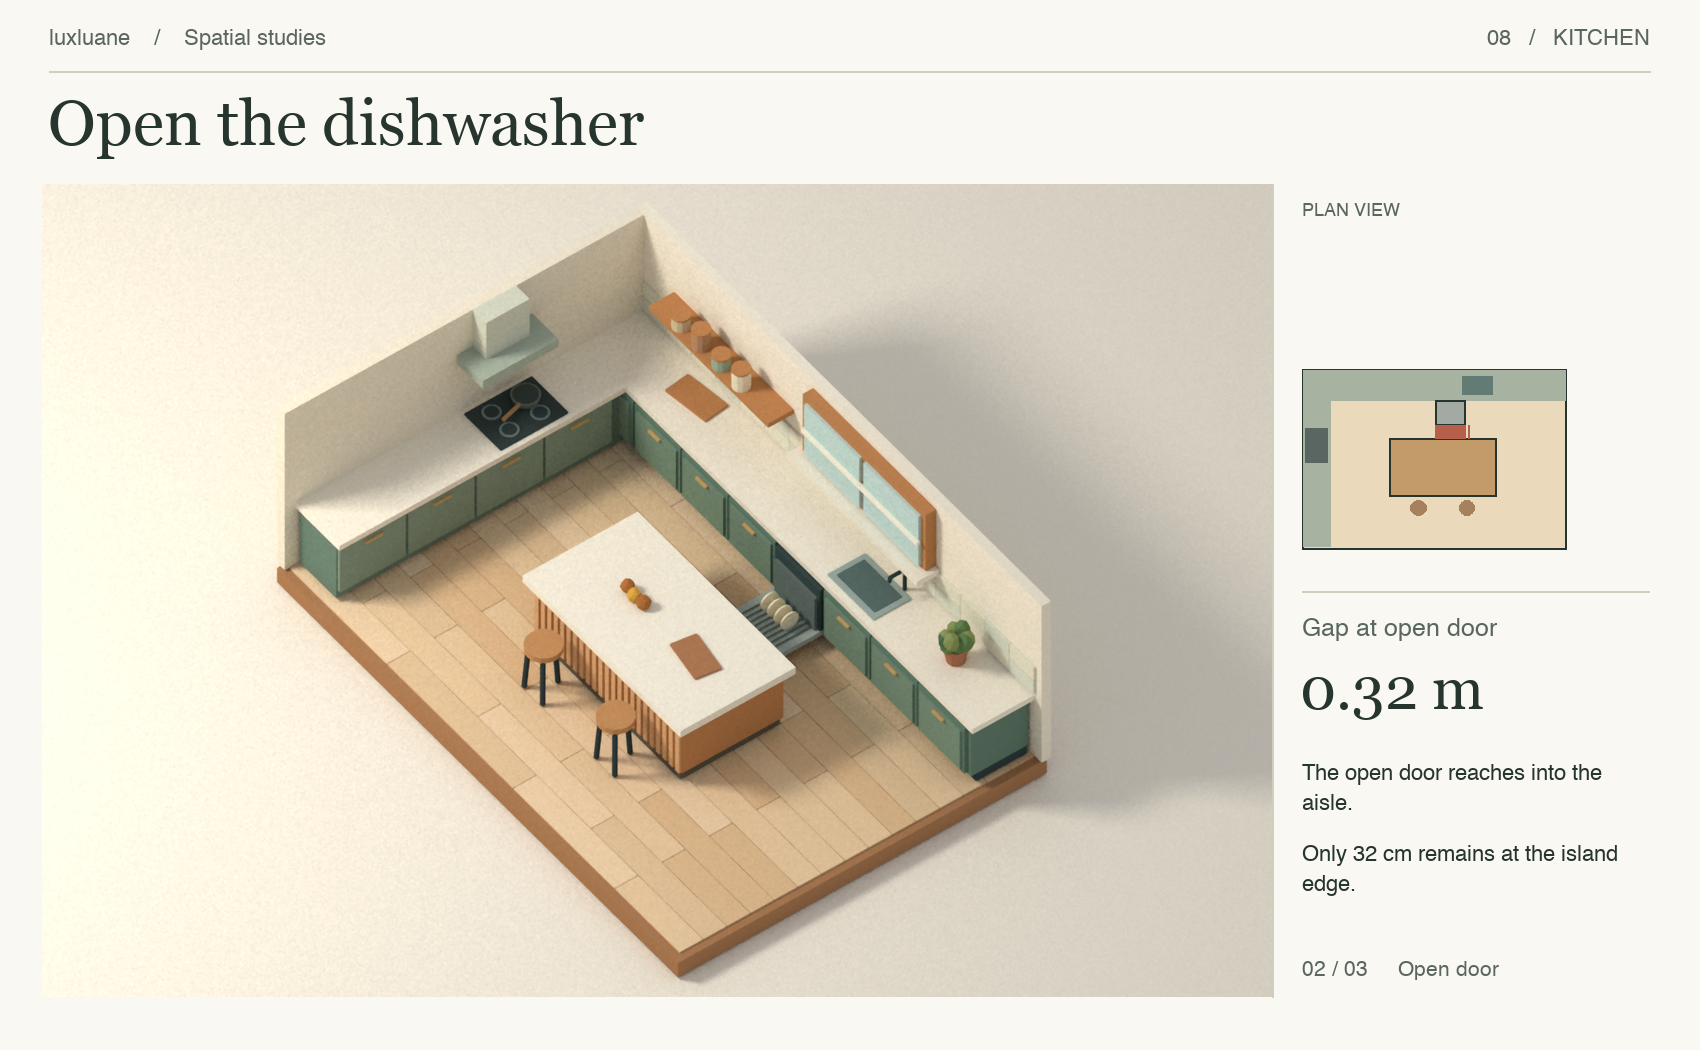 luxluane / Spatial studies
08 / KITCHEN
Open the dishwasher
PLAN VIEW
Gap at open door
0.32 m
The open door reaches into the
aisle.
Only 32 cm remains at the island
edge.
02 / 03 Open door